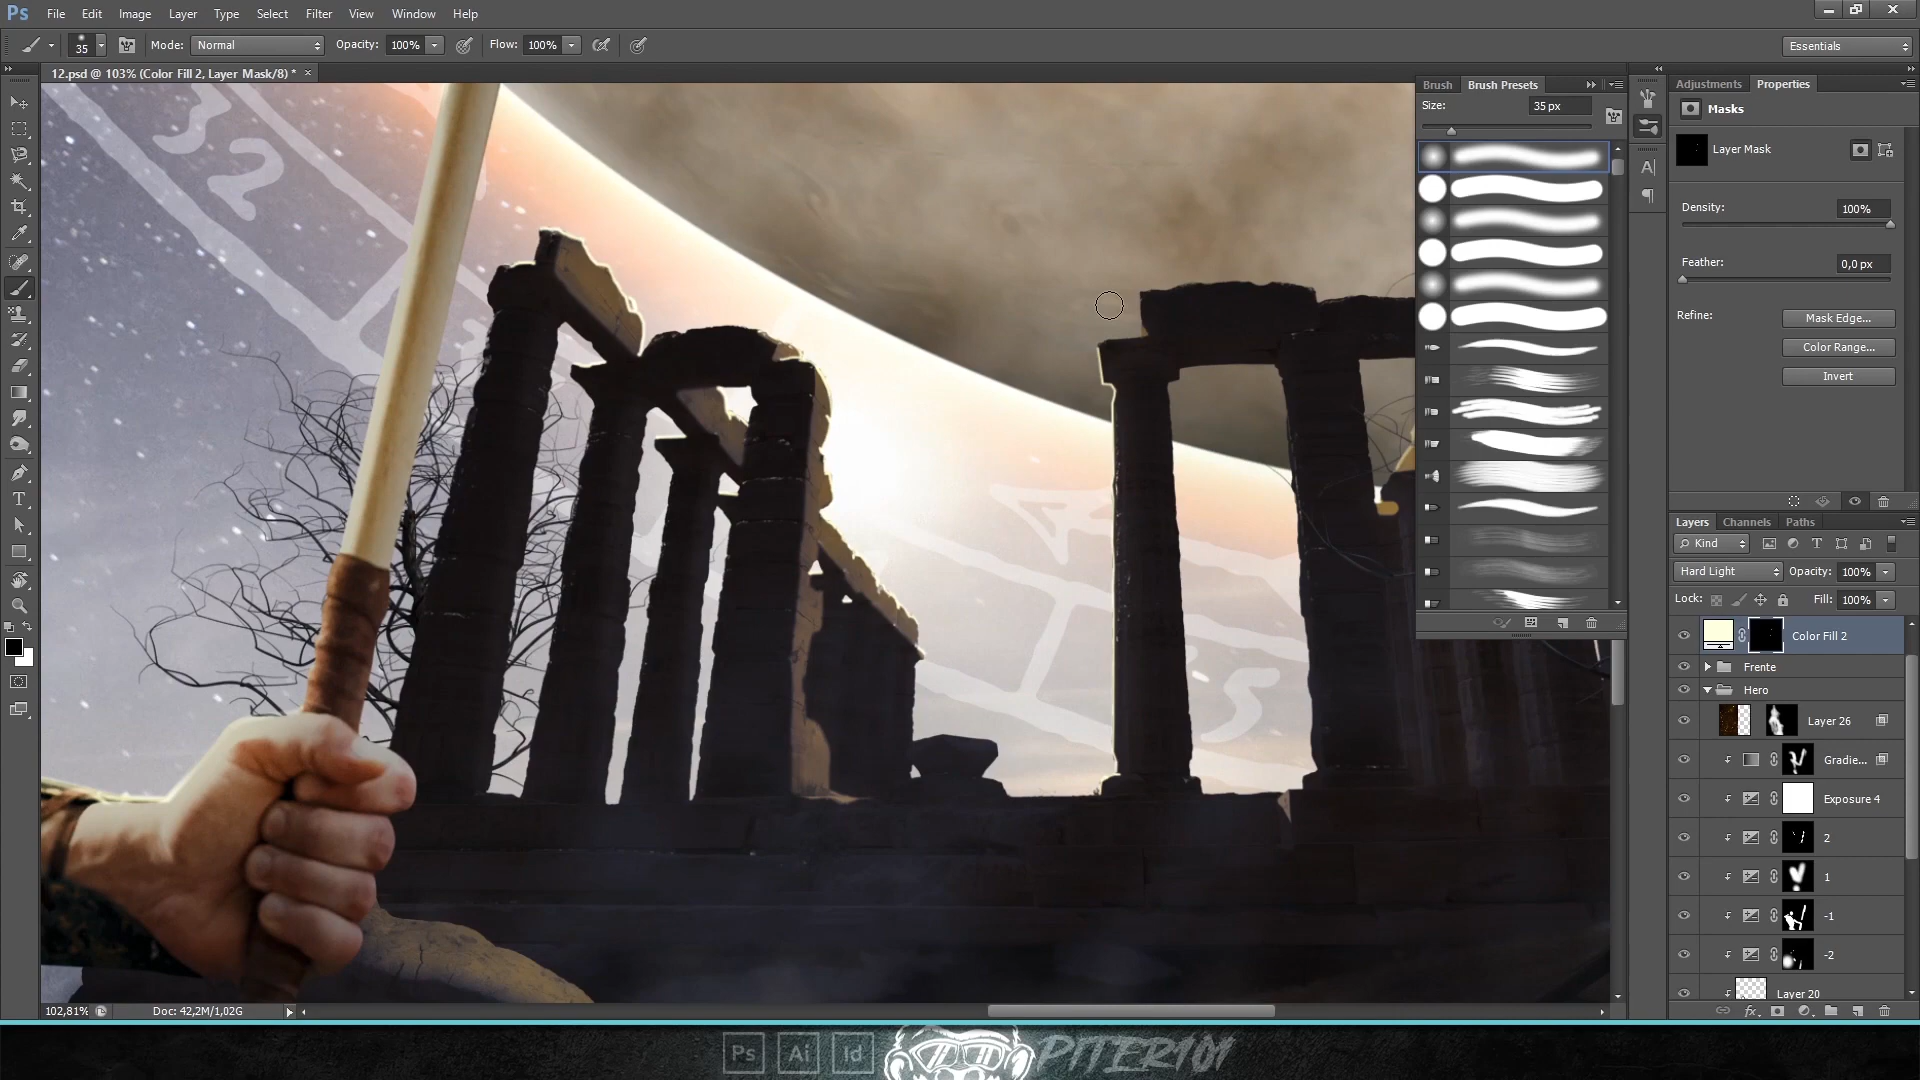 Ps File Edit Image Layer Type Select Filter View Window Help
35 Mode: Normal Opacity: 100% Flow: 100% Essentials
12.psd @ 103% (Color Fill 2, Layer Mask/8) * ×
Brush Brush Presets
Size: 35 px
Adjustments Properties
Masks
Layer Mask
Density: 100%
Feather: 0,0 px
Refine: Mask Edge...
Color Range...
Invert
Layers Channels Paths
Kind
Hard Light Opacity: 100%
Lock: Fill: 100%
Color Fill 2
Frente
Hero
Layer 26
Gradie...
Exposure 4
2
1
-1
-2
Layer 20
32
102,81% Doc: 42,2M/1,02G
Ps Ai Id PITER101